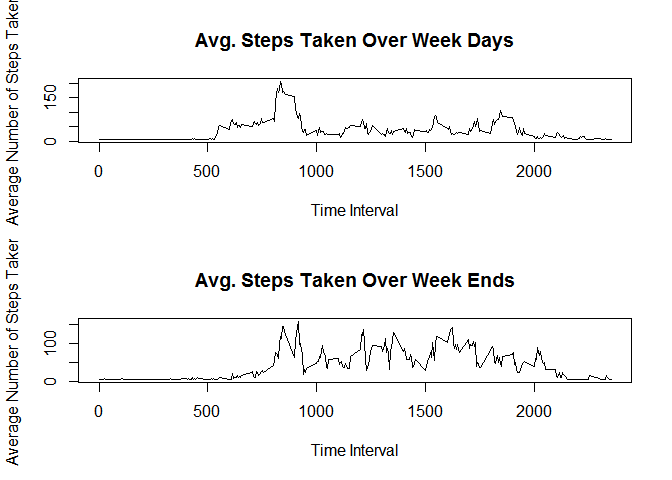 Avg. Steps Taken Over Week Days
Average Number of Steps Taken
150
0
0 500 1000 1500 2000
Time Interval
Avg. Steps Taken Over Week Ends
Average Number of Steps Taker
100
0
0 500 1000 1500 2000
Time Interval